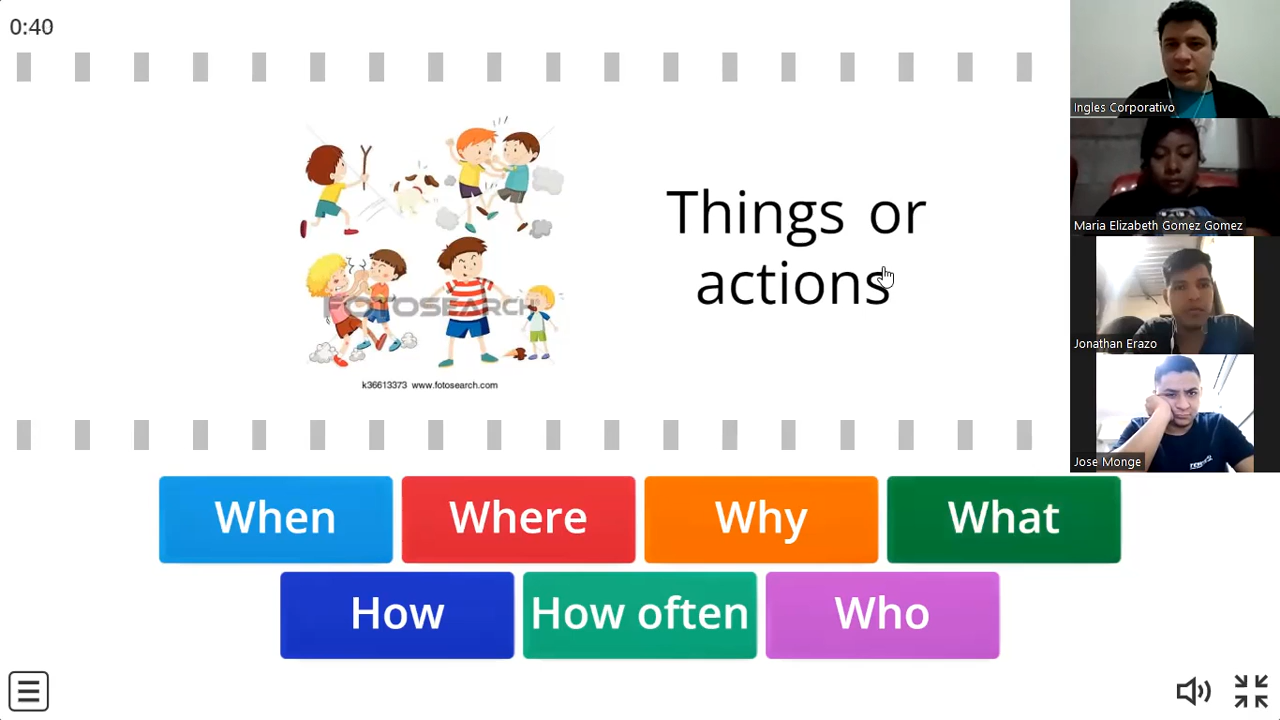 0:40
Things or
actions
FOTOSEARCH
k36613373 www.fotosearch.com
When
Where
Why
What
How
How often
Who
Ingles Corporativo
Maria Elizabeth Gomez Gomez
Jonathan Erazo
Jose Monge